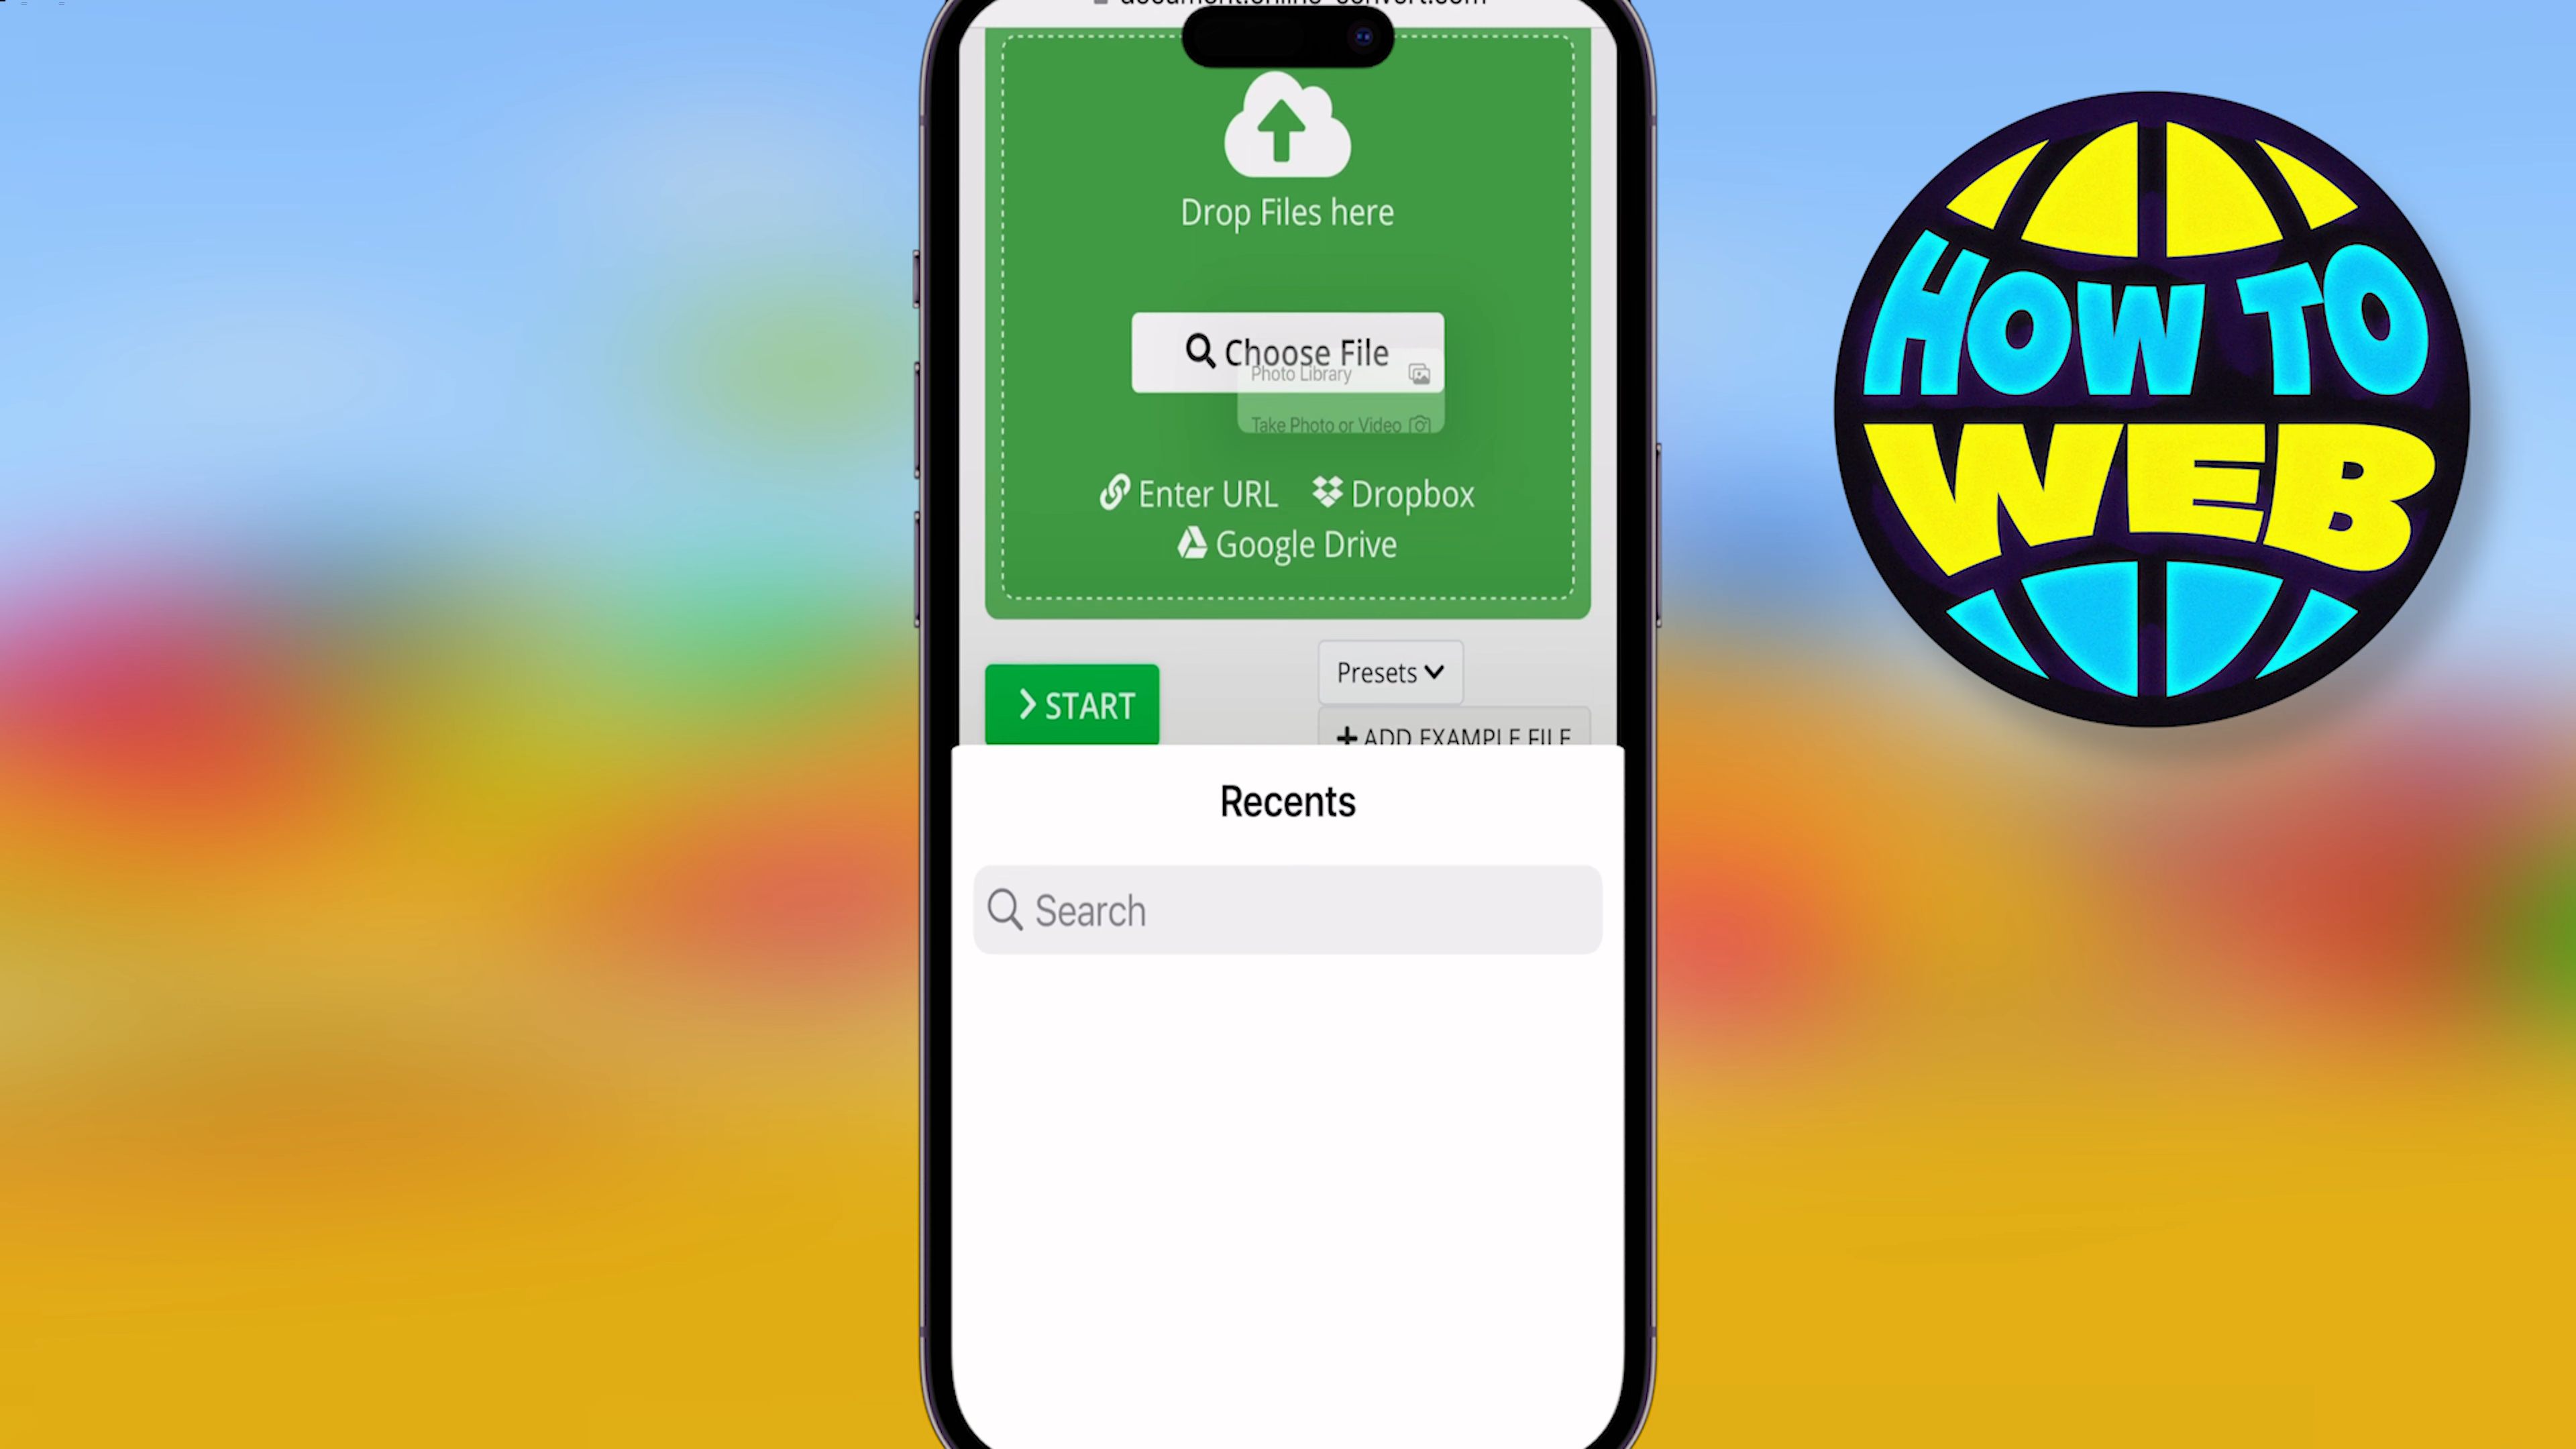 Drop Files here
Choose File
Photo Library
Take Photo or Video
Enter URL Dropbox
Google Drive
START
Presets
ADD EXAMPLE FILE
Recents
Search
HOW TO
WEB